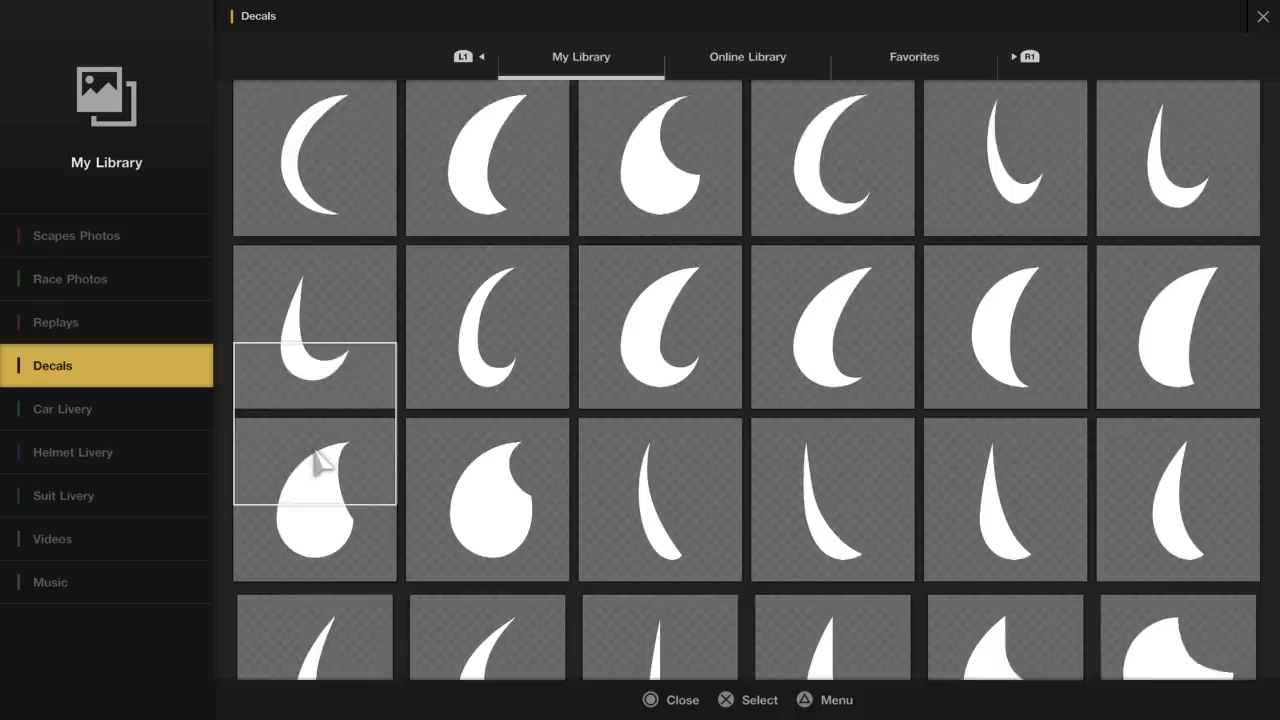 Decals
L1
My Library
Online Library
Favorites
R1
My Library
Scapes Photos
Race Photos
Replays
Decals
Car Livery
Helmet Livery
Suit Livery
Videos
Music
Close
Select
Menu